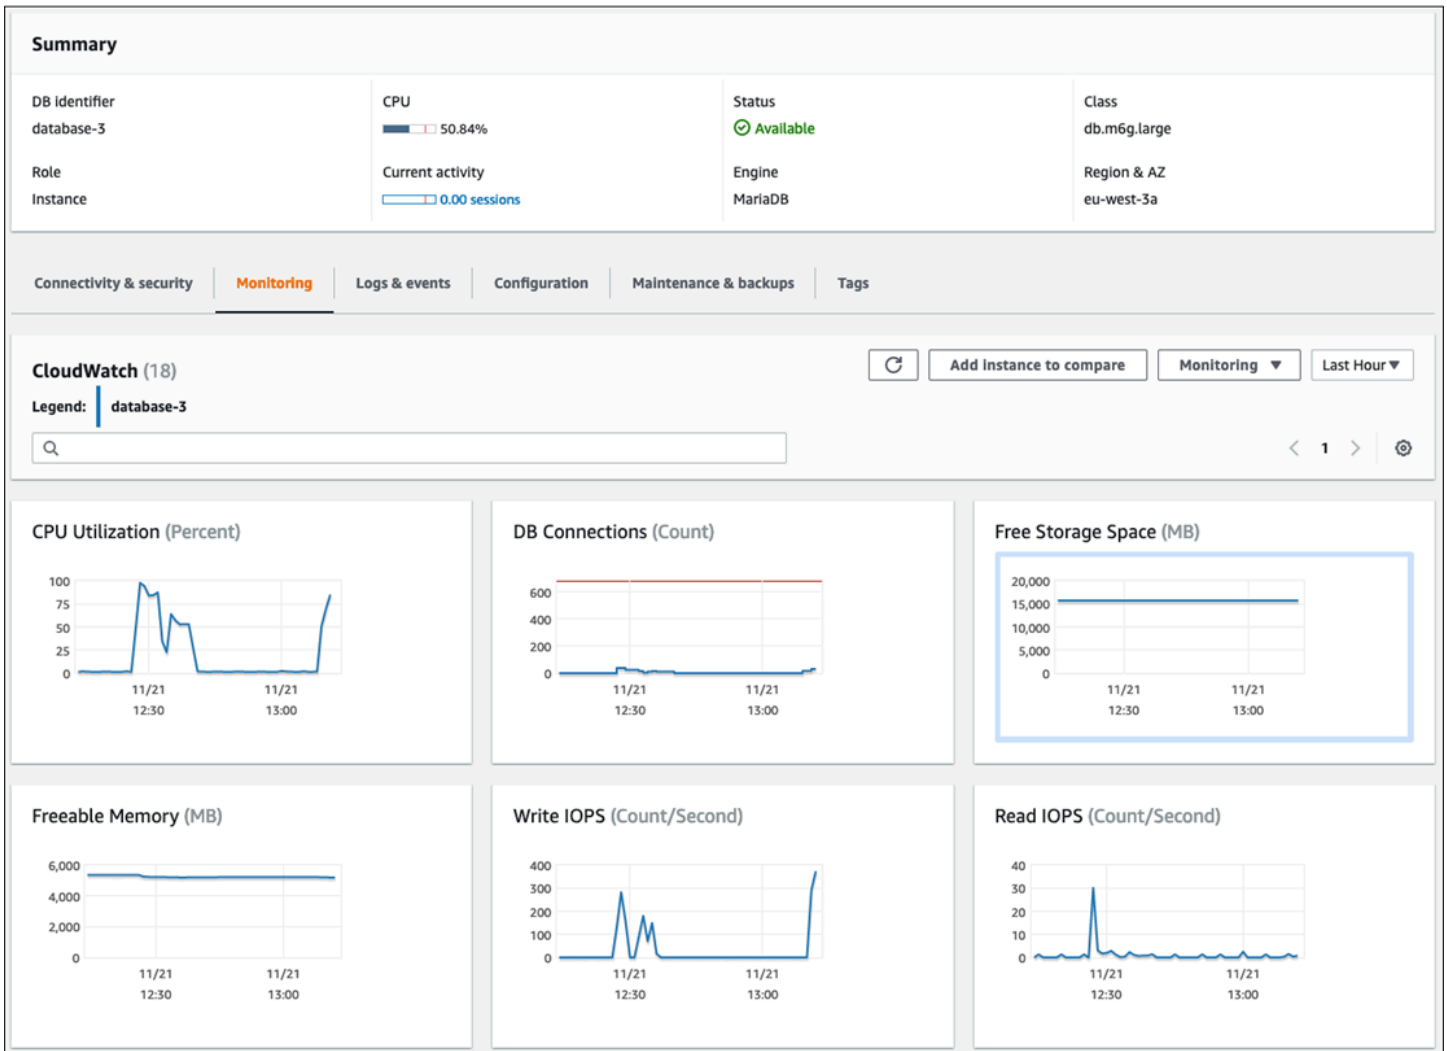 Summary
DB identifier CPU Status Class
database-3 50.84% Available db.m6g.large
Role Current activity Engine Region & AZ
Instance 0.00 sessions MariaDB eu-west-3a
Connectivity & security Monitoring Logs & events Configuration Maintenance & backups Tags
CloudWatch (18) Add instance to compare Monitoring Last Hour
Legend: database-3
1
CPU Utilization (Percent)
100
75
50
25
0
11/21 11/21
12:30 13:00
DB Connections (Count)
600
400
200
0
11/21 11/21
12:30 13:00
Free Storage Space (MB)
20,000
15,000
10,000
5,000
0
11/21 11/21
12:30 13:00
Freeable Memory (MB)
6,000
4,000
2,000
0
11/21 11/21
12:30 13:00
Write IOPS (Count/Second)
400
300
200
100
0
11/21 11/21
12:30 13:00
Read IOPS (Count/Second)
40
30
20
10
0
11/21 11/21
12:30 13:00